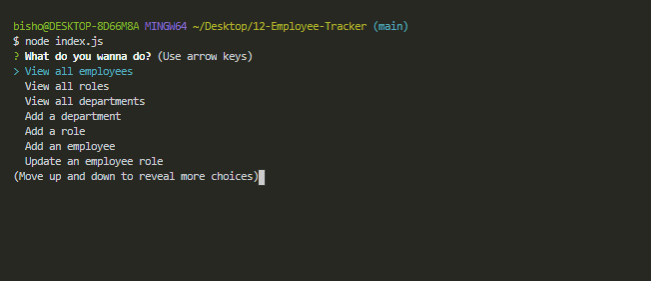 bisho@DESKTOP-8D66M8A MINGW64 ~/Desktop/12-Employee-Tracker (main)
$ node index.js
? What do you wanna do? (Use arrow keys)
> View all employees
View all roles
View all departments
Add a department
Add a role
Add an employee
Update an employee role
(Move up and down to reveal more choices)